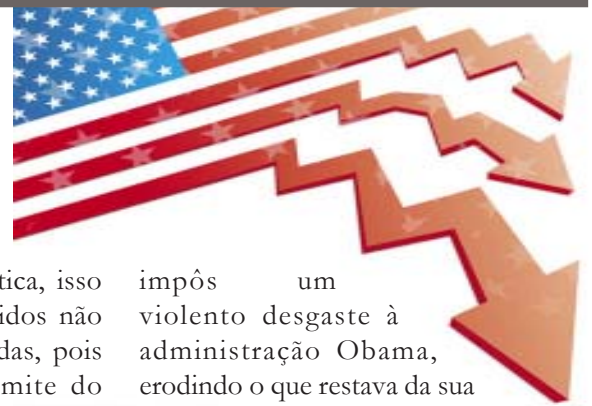 tica, isso
idos não
das, pois
mite do
impôs um
violento desgaste à
administração Obama,
erodindo o que restava da sua